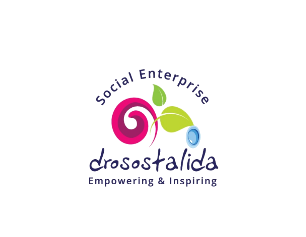 Social Enterprise
drosostalida
Empowering & Inspiring